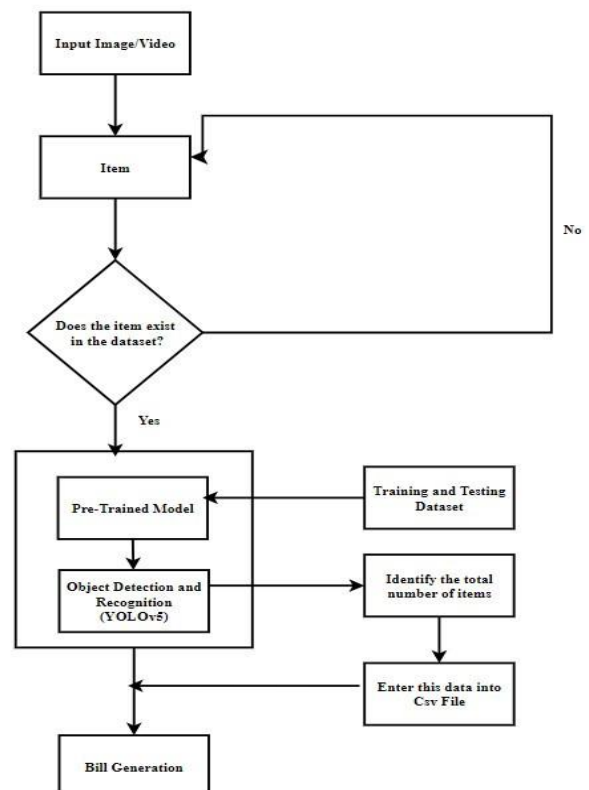 Input Image/Video
Item
No
Does the item exist
in the dataset?
Yes
Pre-Trained Model
Training and Testing
Dataset
Object Detection and
Recognition
(YOLOv5)
Identify the total
number of items
Enter this data into
Csv File
Bill Generation